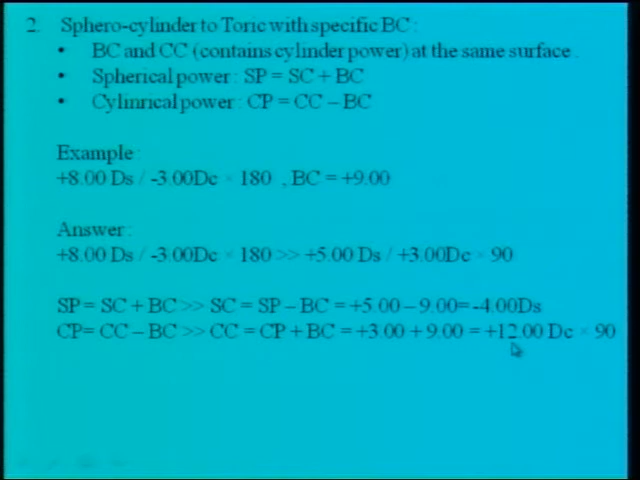 2. Sphero-cylinder to Toric with specific BC :
• BC and CC (contains cylinder power) at the same surface .
• Spherical power : SP = SC + BC
• Cylinrical power : CP = CC – BC
Example :
+8.00 Ds / -3.00Dc × 180 , BC = +9.00
Answer :
+8.00 Ds / -3.00Dc × 180 >> +5.00 Ds / +3.00Dc × 90
SP = SC + BC >> SC = SP – BC = +5.00 – 9.00= -4.00Ds
CP= CC – BC >> CC = CP + BC = +3.00 + 9.00 = +12.00 Dc × 90